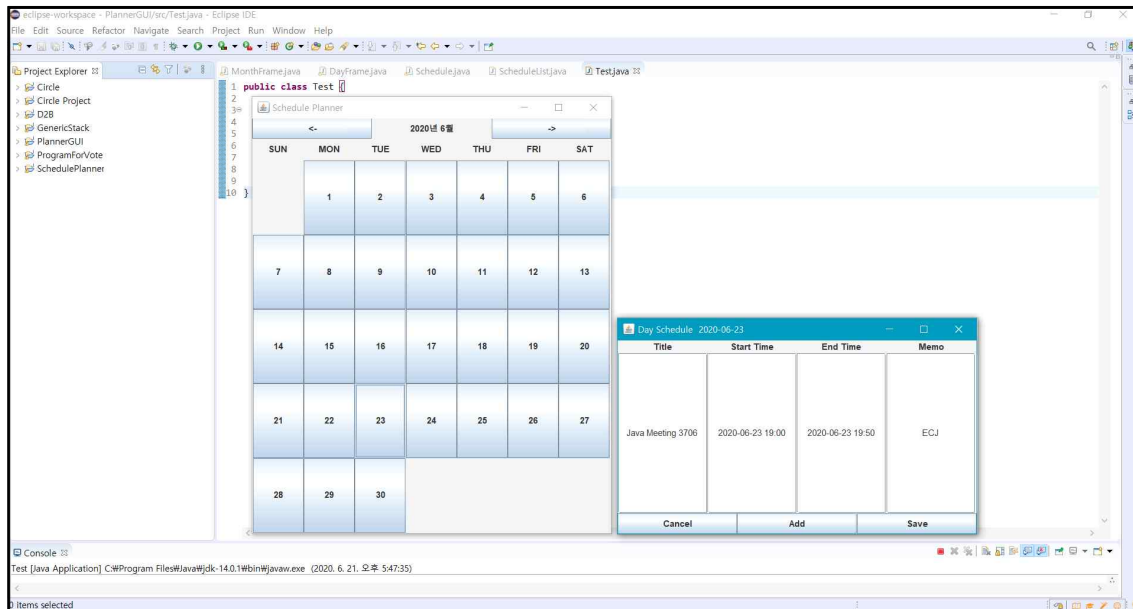 eclipse-workspace - PlannerGUI/src/Test.java - Eclipse IDE
File Edit Source Refactor Navigate Search Project Run Window Help
Project Explorer
MonthFrame.java DayFrame.java Schedule.java ScheduleList.java Test.java
Circle
Circle Project
D2B
GenericStack
PlannerGUI
ProgramForVote
SchedulePlanner
1 public class Test {
2
3
4
5
6
7
8
9
10 }
Schedule Planner
<- 2020년 6월 ->
SUN MON TUE WED THU FRI SAT
1 2 3 4 5 6
7 8 9 10 11 12 13
14 15 16 17 18 19 20
21 22 23 24 25 26 27
28 29 30
Day Schedule 2020-06-23
Title Start Time End Time Memo
Java Meeting 3706 2020-06-23 19:00 2020-06-23 19:50 ECJ
Cancel Add Save
Console
Test [Java Application] C:₩Program Files₩Java₩jdk-14.0.1₩bin₩javaw.exe (2020. 6. 21. 오후 5:47:35)
0 items selected